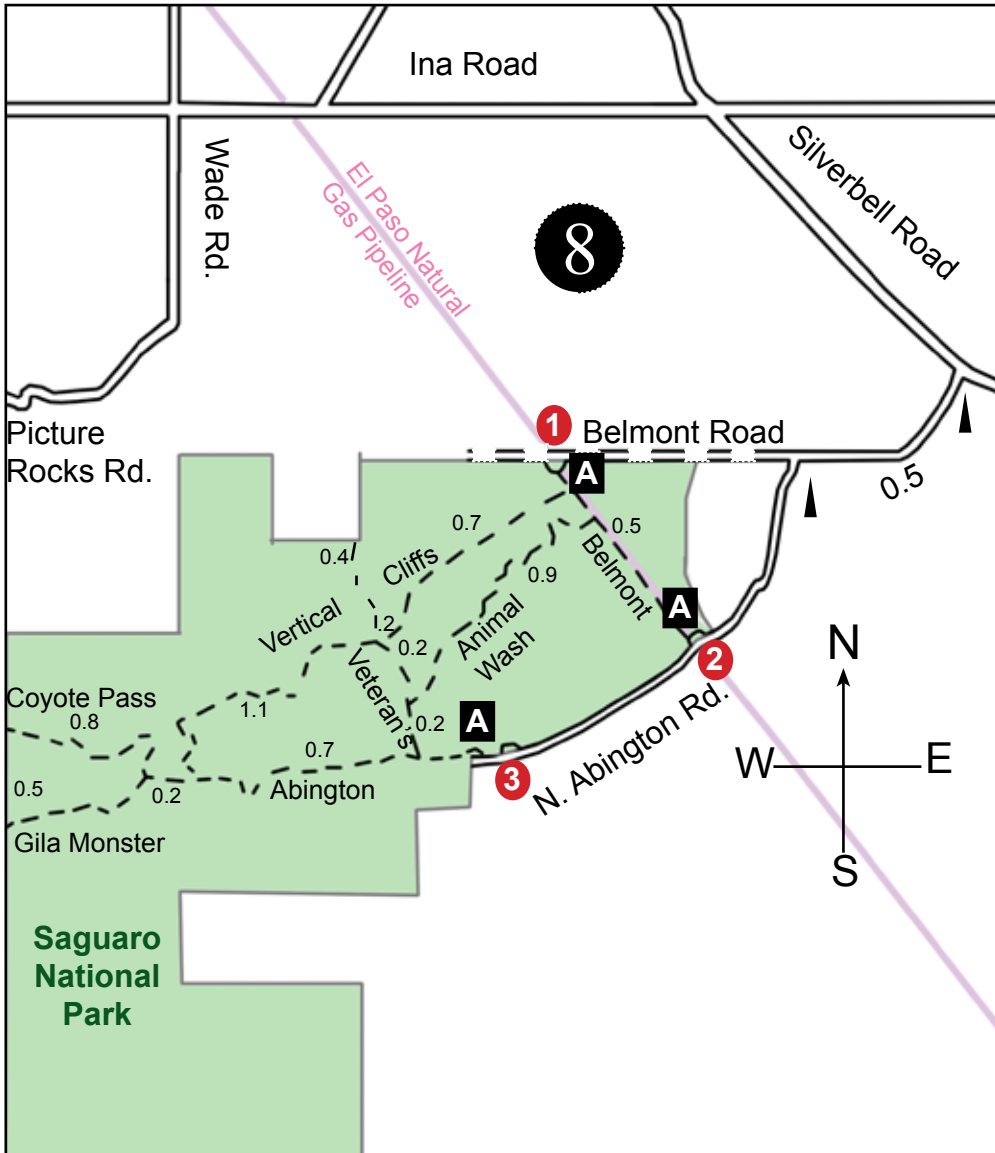 Ina Road
Silverbell Road
Wade Rd.
El Paso Natural
Gas Pipeline
8
Picture
Rocks Rd.
1
Belmont Road
0.5
A
0.7
0.5
0.4
Cliffs
0.9
Belmont
A
Vertical
.2
0.2
Animal
Wash
2
N
Veteran's
Coyote Pass
0.8
1.1
0.2
A
N. Abington Rd.
W
E
0.7
3
0.5
0.2
Abington
Gila Monster
S
Saguaro
National
Park